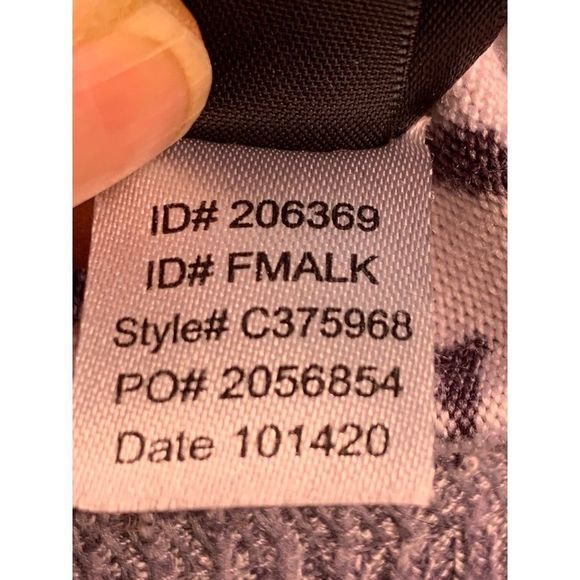 ID# 206369
ID# FMALK
Style# C375968
PO# 2056854
Date 101420